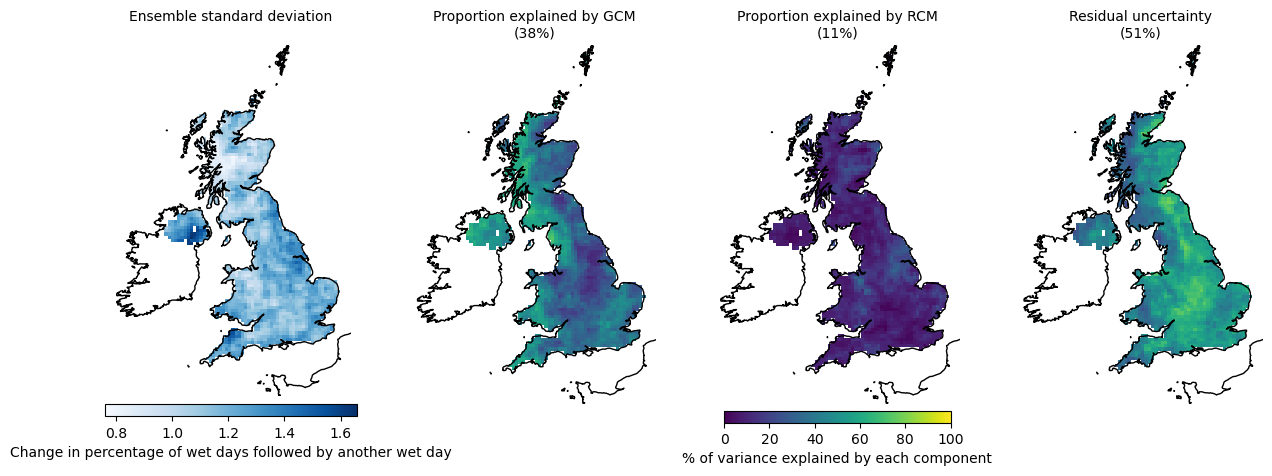 Ensemble standard deviation
Proportion explained by GCM
(38%)
Proportion explained by RCM
(11%)
Residual uncertainty
(51%)
0.8 1.0 1.2 1.4 1.6
Change in percentage of wet days followed by another wet day
0 20 40 60 80 100
% of variance explained by each component